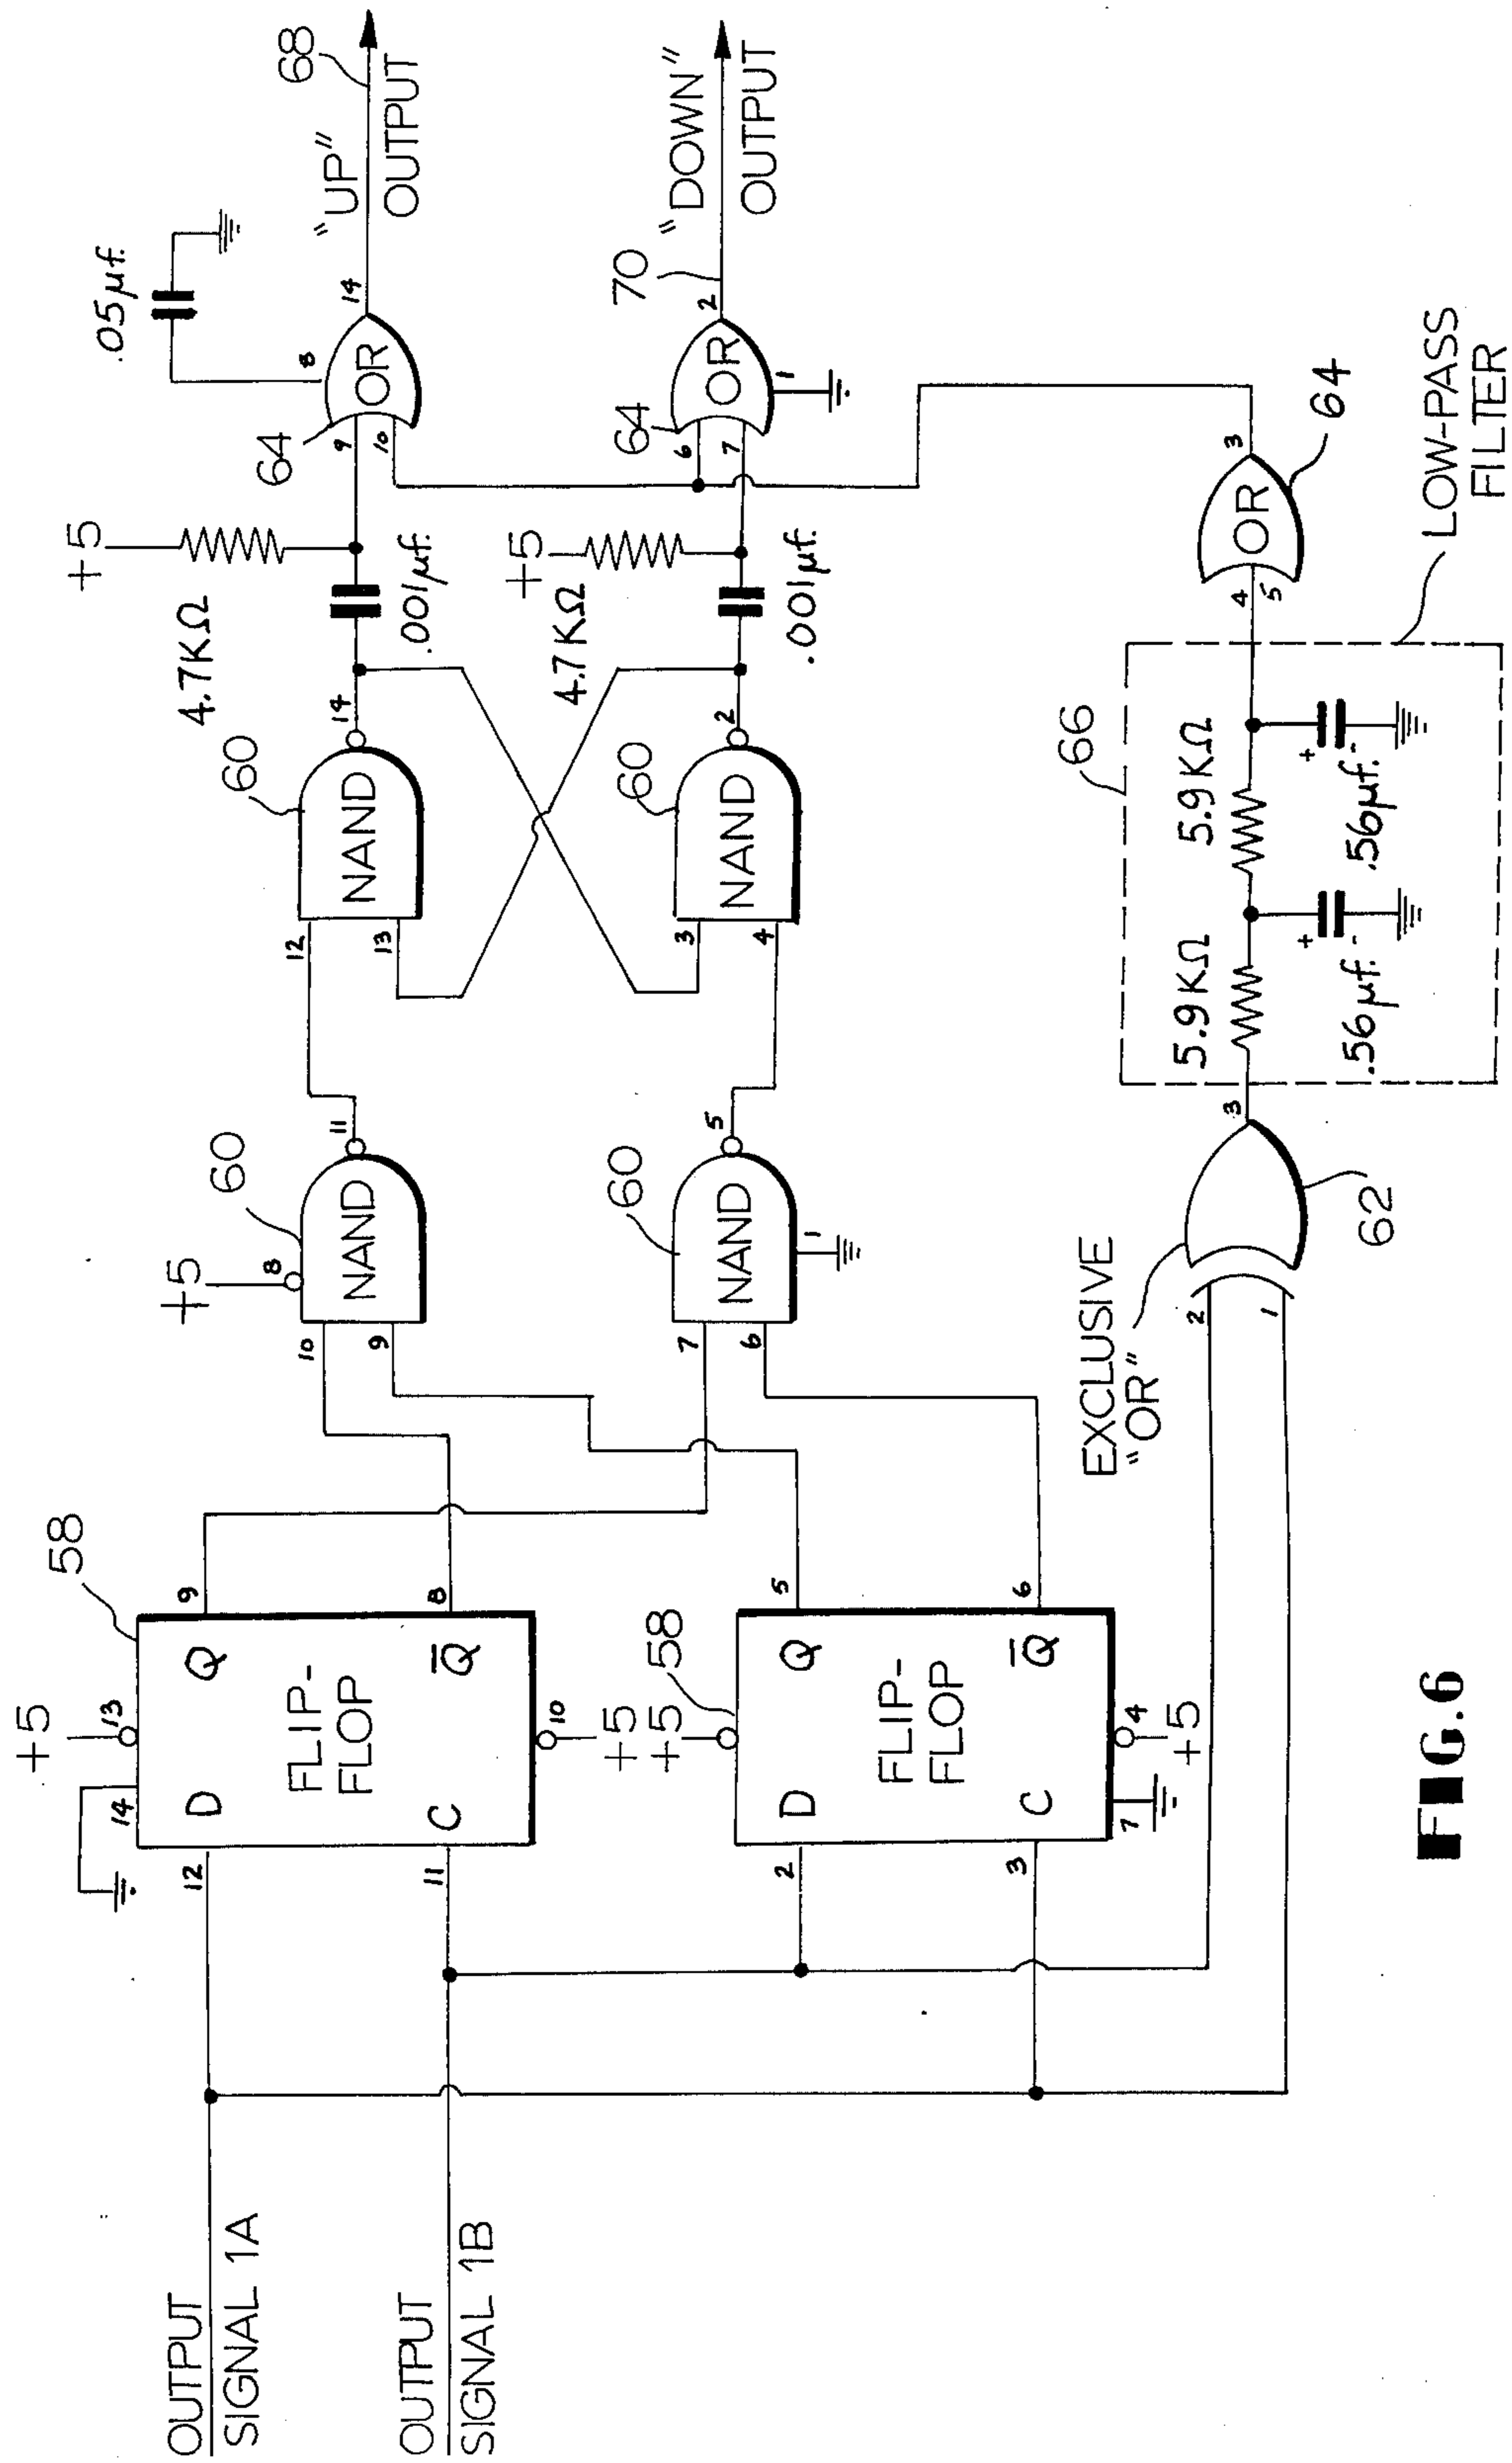 OUTPUT
SIGNAL 1A
OUTPUT
SIGNAL 1B
+5
14
13
58
12
D
Q
9
FLIP-
FLOP
11
C
Q̅
8
10
+5
+5
58
2
D
Q
5
FLIP-
FLOP
3
C
Q̅
6
7
4
+5
+5
8
60
10
9
NAND
11
60
7
6
NAND
5
1
12
13
60
NAND
14
3
4
60
NAND
2
+5
4.7KΩ
.001µf.
+5
4.7KΩ
.001µf.
.05µf.
8
64
9
10
OR
14
68
"UP"
OUTPUT
64
6
7
OR
2
1
70
"DOWN"
OUTPUT
EXCLUSIVE
"OR"
2
1
3
62
66
5.9KΩ
5.9KΩ
+
.56µf.
+
.56µf.
4
5
OR
3
64
LOW-PASS
FILTER
FIG.6